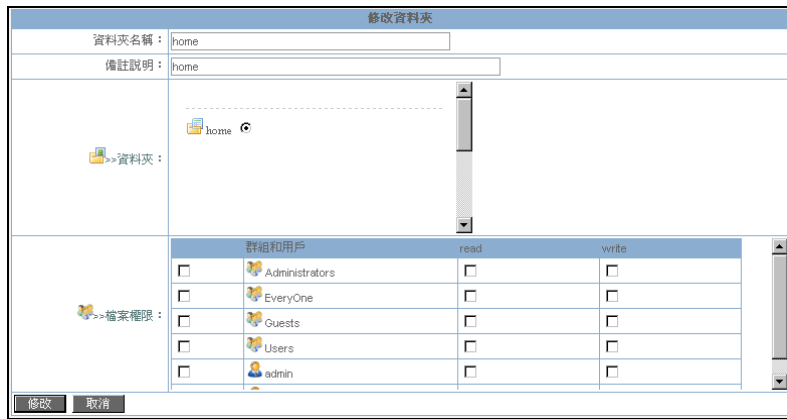 修改資料夾
資料夾名稱： home
備註說明： home
home
>>資料夾：
群組和用戶 read write
Administrators
EveryOne
Guests
Users
admin
>>檔案權限：
修改 取消